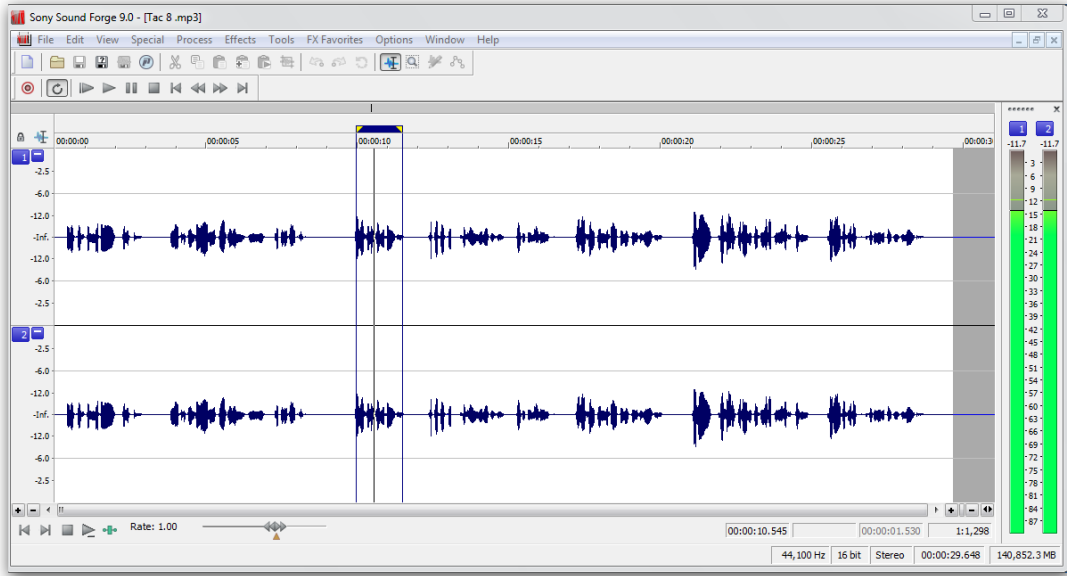 Sony Sound Forge 9.0 - [Tac 8 .mp3]
File Edit View Special Process Effects Tools FX Favorites Options Window Help
00:00:00 00:00:05 00:00:10 00:00:15 00:00:20 00:00:25 00:00:3
1 2
-11.7 -11.7
1
-2.5
-6.0
-12.0
-Inf.
-12.0
-6.0
-2.5
2
-2.5
-6.0
-12.0
-Inf.
-12.0
-6.0
-2.5
- 3 -
- 6 -
- 9 -
- 12 -
- 15 -
- 18 -
- 21 -
- 24 -
- 27 -
- 30 -
- 33 -
- 36 -
- 39 -
- 42 -
- 45 -
- 48 -
- 51 -
- 54 -
- 57 -
- 60 -
- 63 -
- 66 -
- 69 -
- 72 -
- 75 -
- 78 -
- 81 -
- 84 -
- 87 -
Rate: 1.00
00:00:10.545 00:00:01.530 1:1,298
44,100 Hz 16 bit Stereo 00:00:29.648 140,852.3 MB